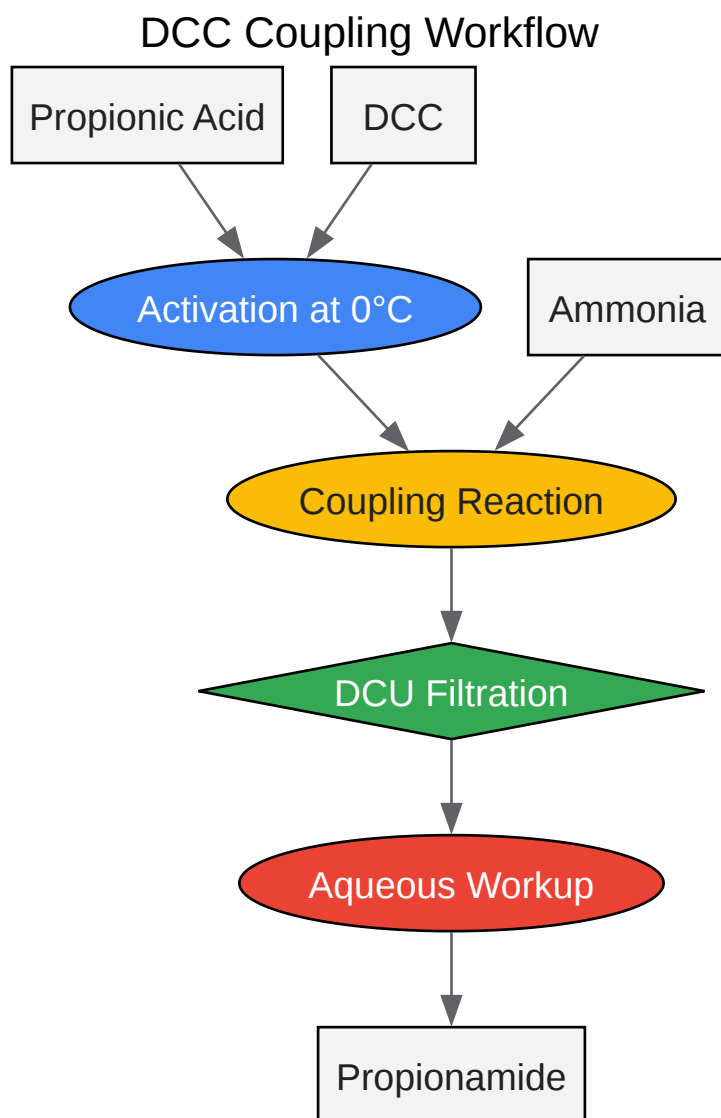 DCC Coupling Workflow
Propionic Acid
DCC
Activation at 0°C
Ammonia
Coupling Reaction
DCU Filtration
Aqueous Workup
Propionamide